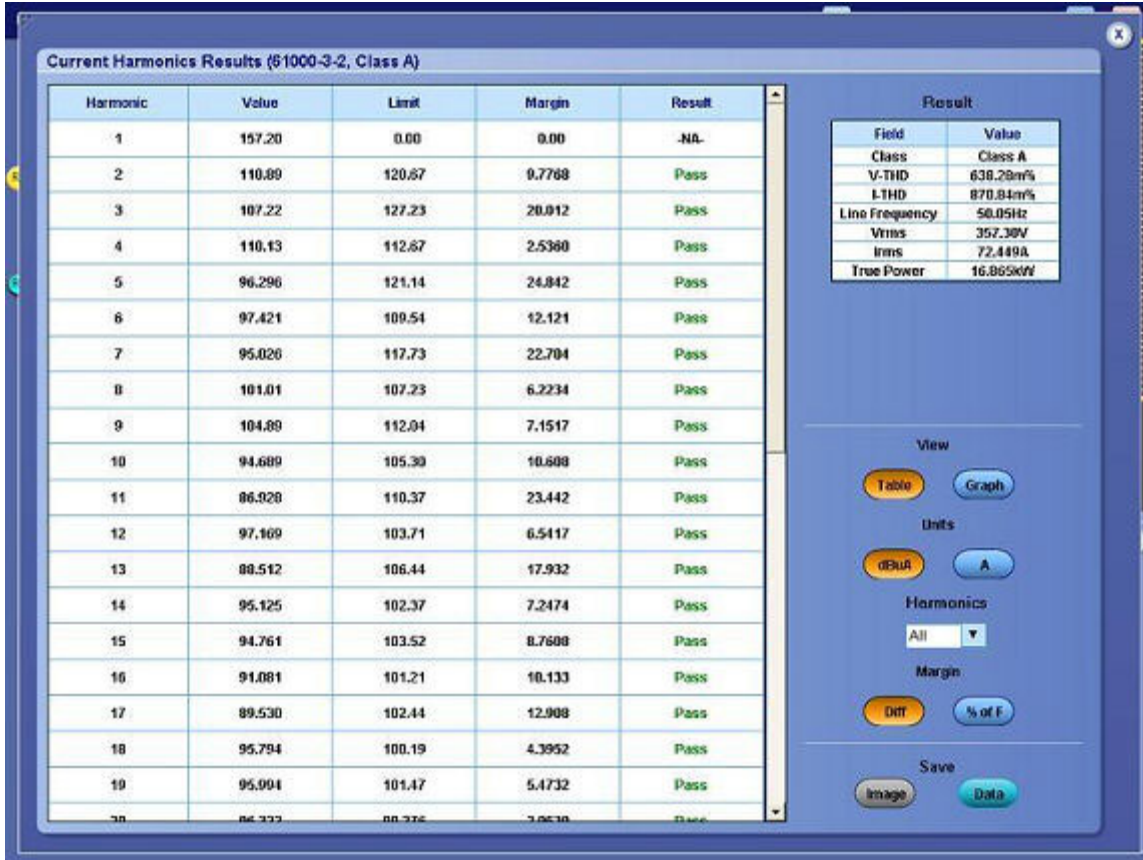 X
Current Harmonics Results (61000-3-2, Class A)
Harmonic Value Limit Margin Result
1 157.20 0.00 0.00 -NA-
2 110.89 120.67 9.7768 Pass
3 107.22 127.23 20.012 Pass
4 110.13 112.67 2.5360 Pass
5 96.296 121.14 24.842 Pass
6 97.421 109.54 12.121 Pass
7 95.026 117.73 22.704 Pass
8 101.01 107.23 6.2234 Pass
9 104.89 112.04 7.1517 Pass
10 94.689 105.30 10.608 Pass
11 86.928 110.37 23.442 Pass
12 97.169 103.71 6.5417 Pass
13 88.512 106.44 17.932 Pass
14 95.125 102.37 7.2474 Pass
15 94.761 103.52 8.7608 Pass
16 91.081 101.21 10.133 Pass
17 89.530 102.44 12.908 Pass
18 95.794 100.19 4.3952 Pass
19 95.994 101.47 5.4732 Pass
Result
Field Value
Class Class A
V-THD 638.28m%
I-THD 870.84m%
Line Frequency 50.05Hz
Vrms 357.30V
Irms 72.449A
True Power 16.865kW
View
Table Graph
Units
dBuA A
Harmonics
All
Margin
Diff % of F
Save
Image Data